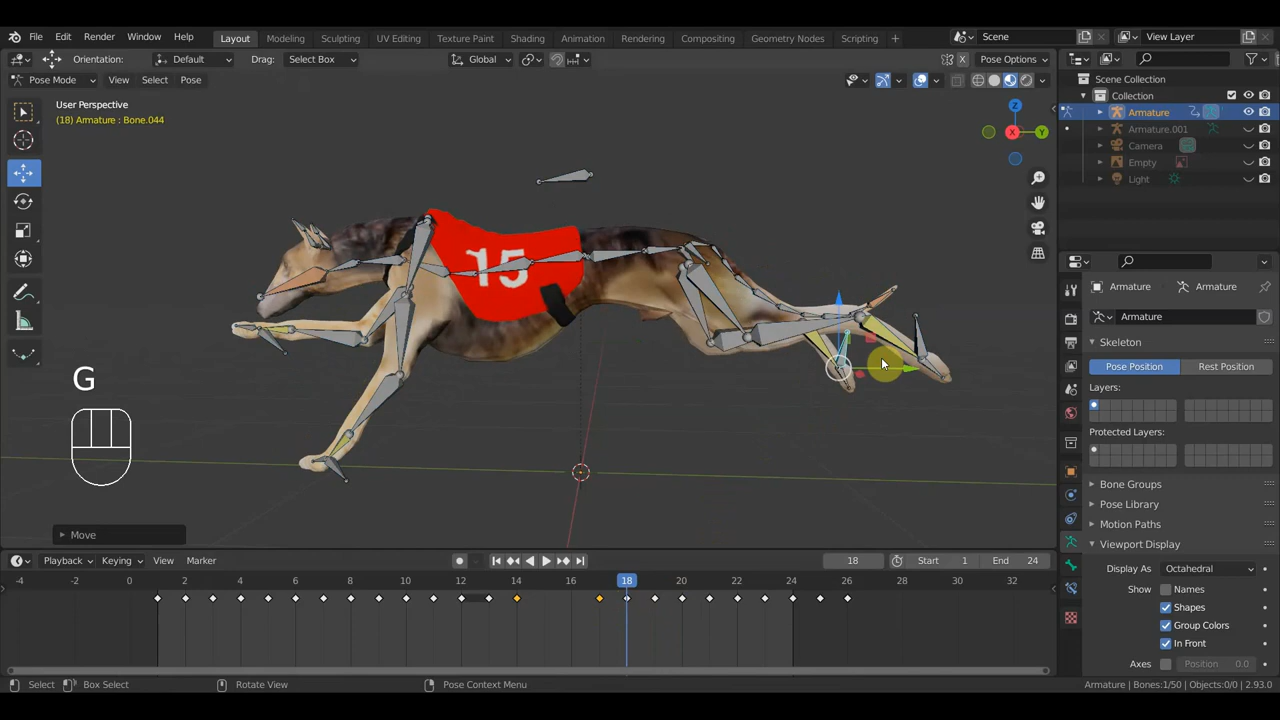 File Edit Render Window Help Layout Modeling Sculpting UV Editing Texture Paint Shading Animation Rendering Compositing Geometry Nodes Scripting + Scene View Layer
Orientation: Default Drag: Select Box Global X Pose Options
Pose Mode View Select Pose
User Perspective
(18) Armature : Bone.044
Z
Y
X
15
G
Move
Scene Collection
Collection
Armature
Armature.001
Camera
Empty
Light
Armature Armature
Armature
Skeleton
Pose Position Rest Position
Layers:
Protected Layers:
Bone Groups
Pose Library
Motion Paths
Viewport Display
Display As Octahedral
Show Names
Shapes
Group Colors
In Front
Axes Position 0.0
Playback Keying View Marker 18 Start 1 End 24
-4 -2 0 2 4 6 8 10 12 14 16 18 20 22 24 26 28 30 32
Select Box Select Rotate View Pose Context Menu Armature | Bones:1/50 | Objects:0/0 | 2.93.0